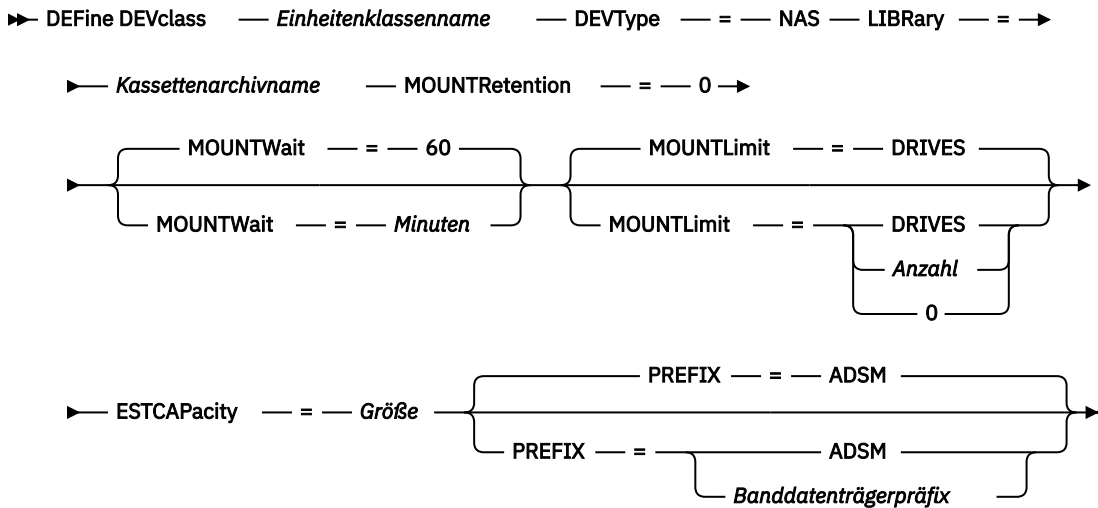 DEFine DEVclass Einheitenklassenname DEVType = NAS LIBRary =
Kassettenarchivname MOUNTRetention = 0
MOUNTWait = 60 MOUNTLimit = DRIVES
MOUNTWait = Minuten MOUNTLimit = DRIVES
Anzahl
0
PREFIX = ADSM
ESTCAPacity = Größe
PREFIX = ADSM
Banddatenträgerpräfix